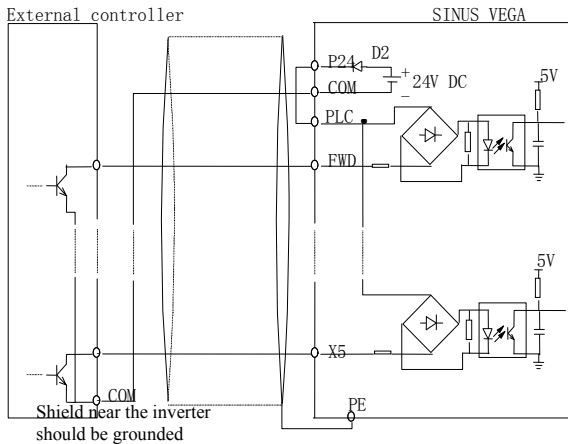 External controller
SINUS VEGA
P24
D2
5V
+
COM
24V DC
−
PLC
FWD
5V
X5
COM
Shield near the inverter
should be grounded
PE